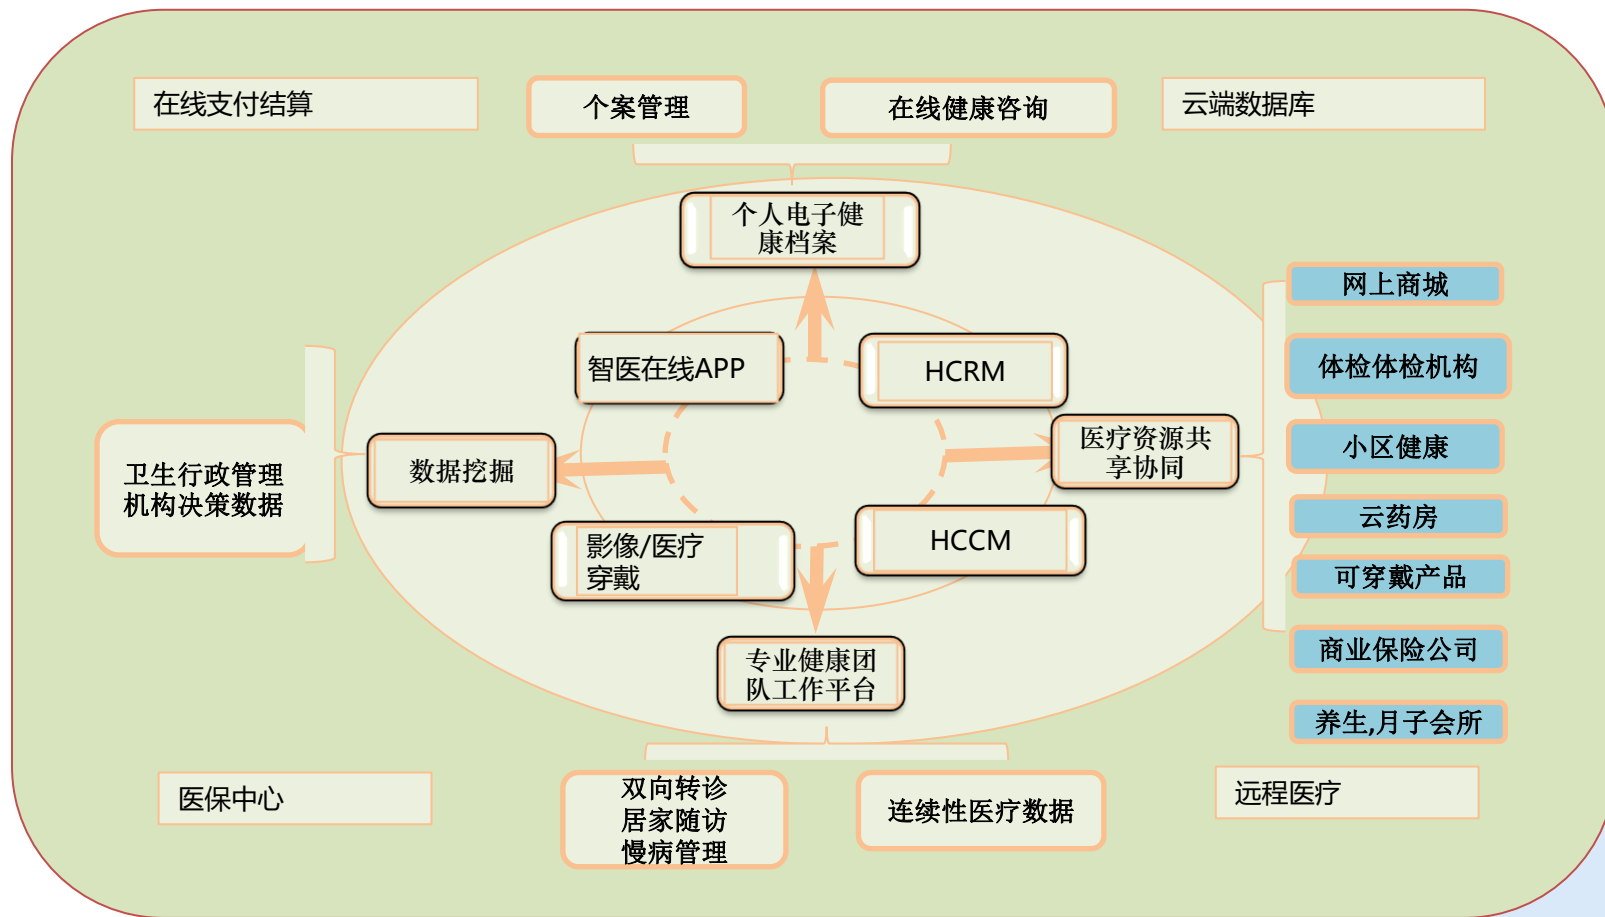 在线支付结算
个案管理
在线健康咨询
云端数据库
个人电子健
康档案
网上商城
智医在线APP
HCRM
体检体检机构
医疗资源共
享协同
小区健康
数据挖掘
卫生行政管理
机构决策数据
云药房
影像/医疗
穿戴
HCCM
可穿戴产品
专业健康团
队工作平台
商业保险公司
养生,月子会所
医保中心
双向转诊
居家随访
慢病管理
连续性医疗数据
远程医疗